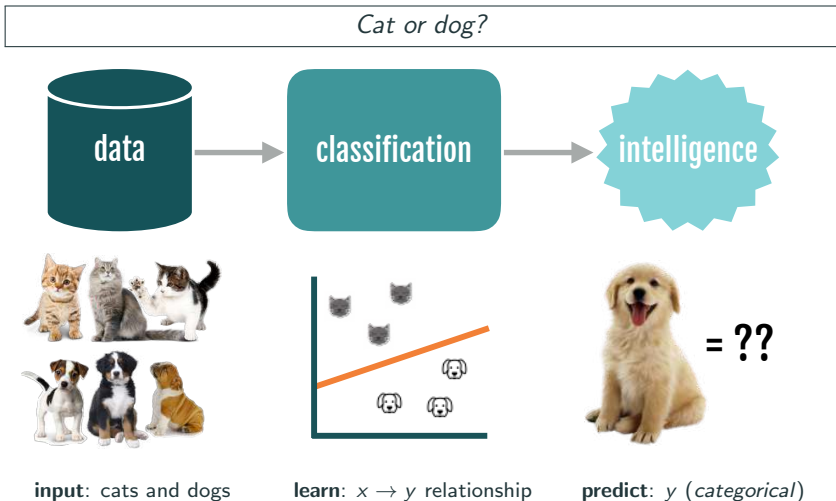 Cat or dog?
data
classification
intelligence
= ??
input: cats and dogs
learn: x → y relationship
predict: y (categorical)